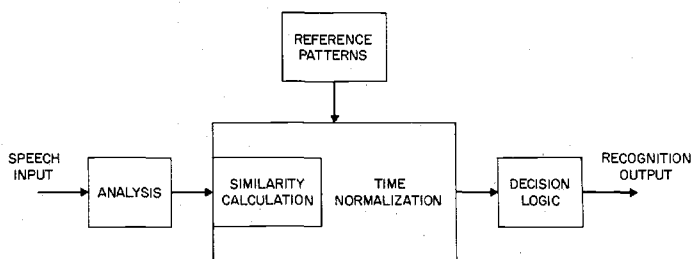 REFERENCE
PATTERNS
SPEECH
INPUT
ANALYSIS
SIMILARITY
CALCULATION
TIME
NORMALIZATION
DECISION
LOGIC
RECOGNITION
OUTPUT